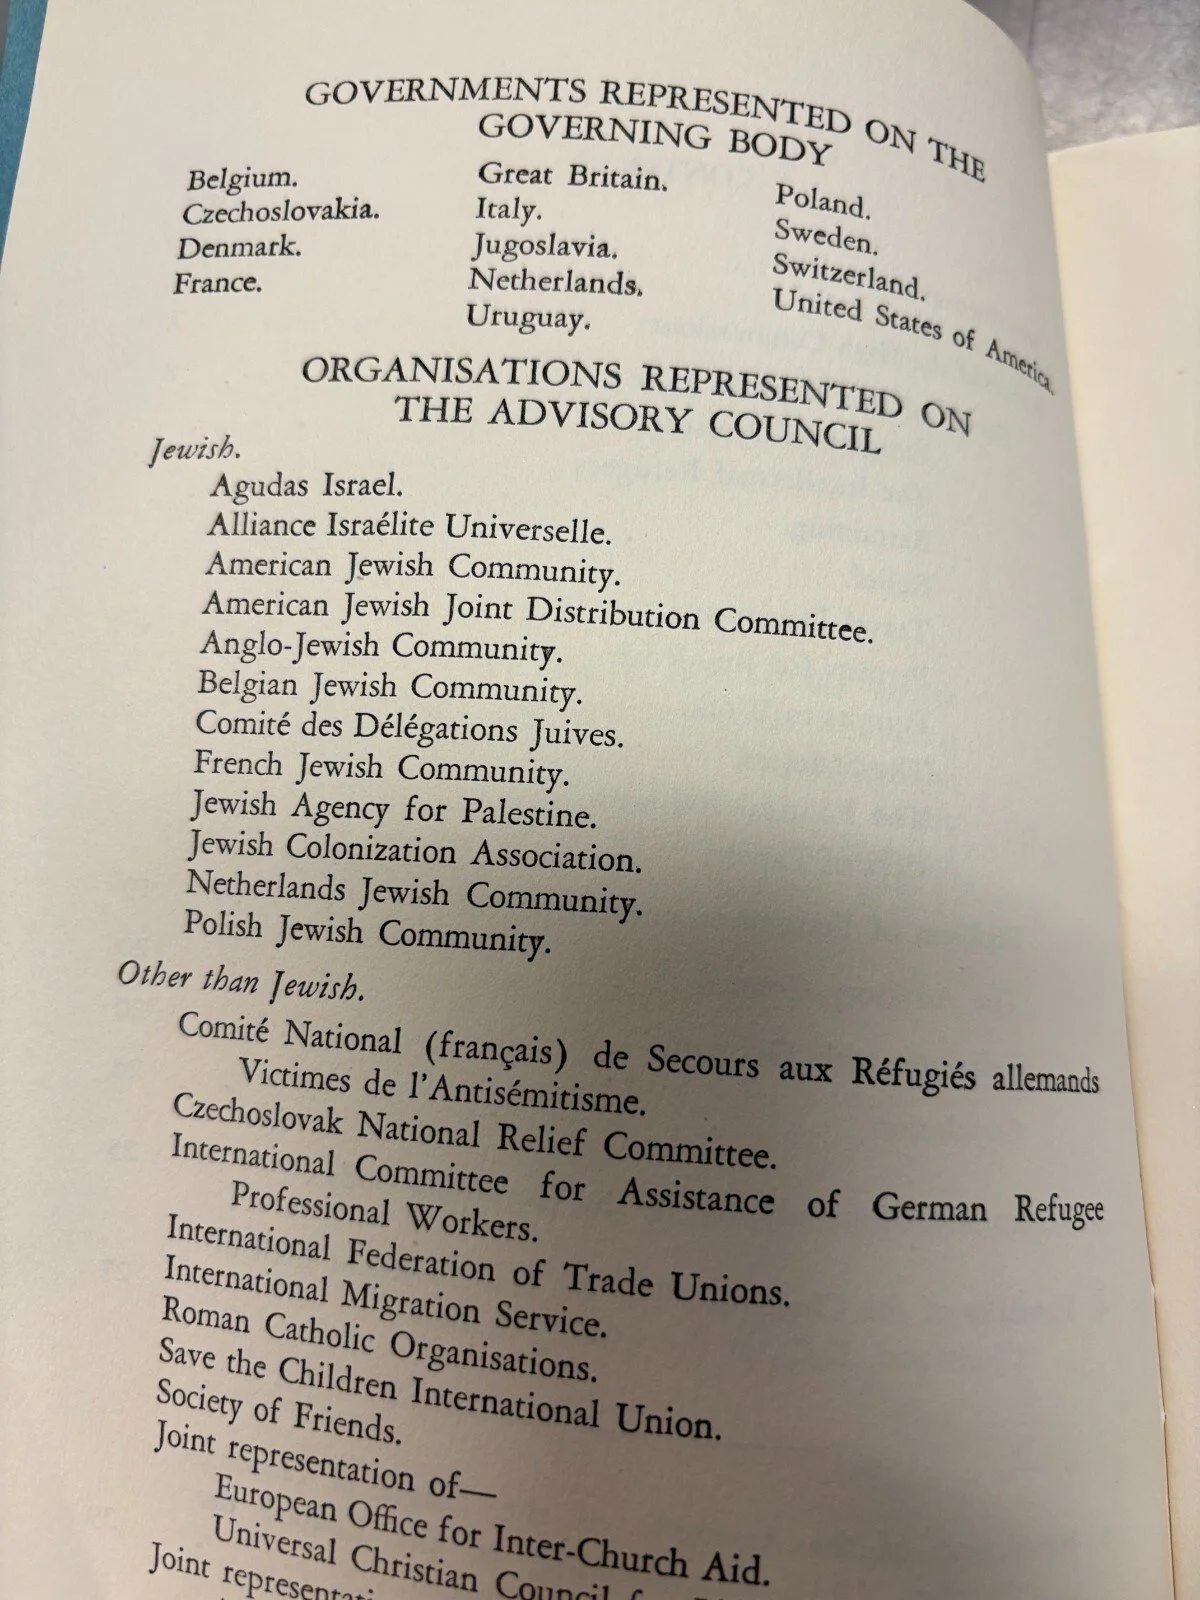 GOVERNMENTS REPRESENTED ON THE
GOVERNING BODY
Belgium.
Czechoslovakia.
Denmark.
France.
Great Britain.
Italy.
Jugoslavia.
Netherlands.
Uruguay.
Poland.
Sweden.
Switzerland.
United States of America.
ORGANISATIONS REPRESENTED ON
THE ADVISORY COUNCIL
Jewish.
Agudas Israel.
Alliance Israélite Universelle.
American Jewish Community.
American Jewish Joint Distribution Committee.
Anglo-Jewish Community.
Belgian Jewish Community.
Comité des Délégations Juives.
French Jewish Community.
Jewish Agency for Palestine.
Jewish Colonization Association.
Netherlands Jewish Community.
Polish Jewish Community.
Other than Jewish.
Comité National (français) de Secours aux Réfugiés allemands
Victimes de l'Antisémitisme.
Czechoslovak National Relief Committee.
International Committee for Assistance of German Refugee
Professional Workers.
International Federation of Trade Unions.
International Migration Service.
Roman Catholic Organisations.
Save the Children International Union.
Society of Friends.
Joint representation of—
European Office for Inter-Church Aid.
Universal Christian Council
Joint